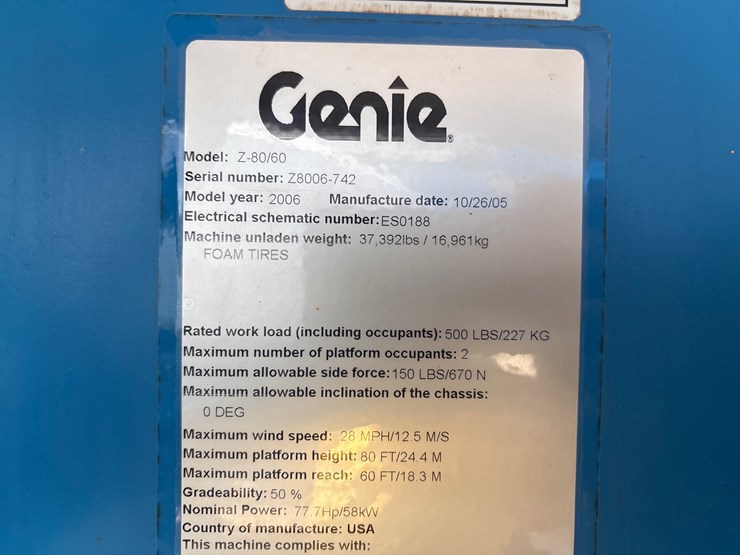 Genie
Model: Z-80/60
Serial number: Z8006-742
Model year: 2006 Manufacture date: 10/26/05
Electrical schematic number:ES0188
Machine unladen weight: 37,392lbs / 16,961kg
FOAM TIRES
Rated work load (including occupants): 500 LBS/227 KG
Maximum number of platform occupants: 2
Maximum allowable side force:150 LBS/670 N
Maximum allowable inclination of the chassis:
0 DEG
Maximum wind speed: 28 MPH/12.5 M/S
Maximum platform height: 80 FT/24.4 M
Maximum platform reach: 60 FT/18.3 M
Gradeability: 50 %
Nominal Power: 77.7Hp/58kW
Country of manufacture: USA
This machine complies with: